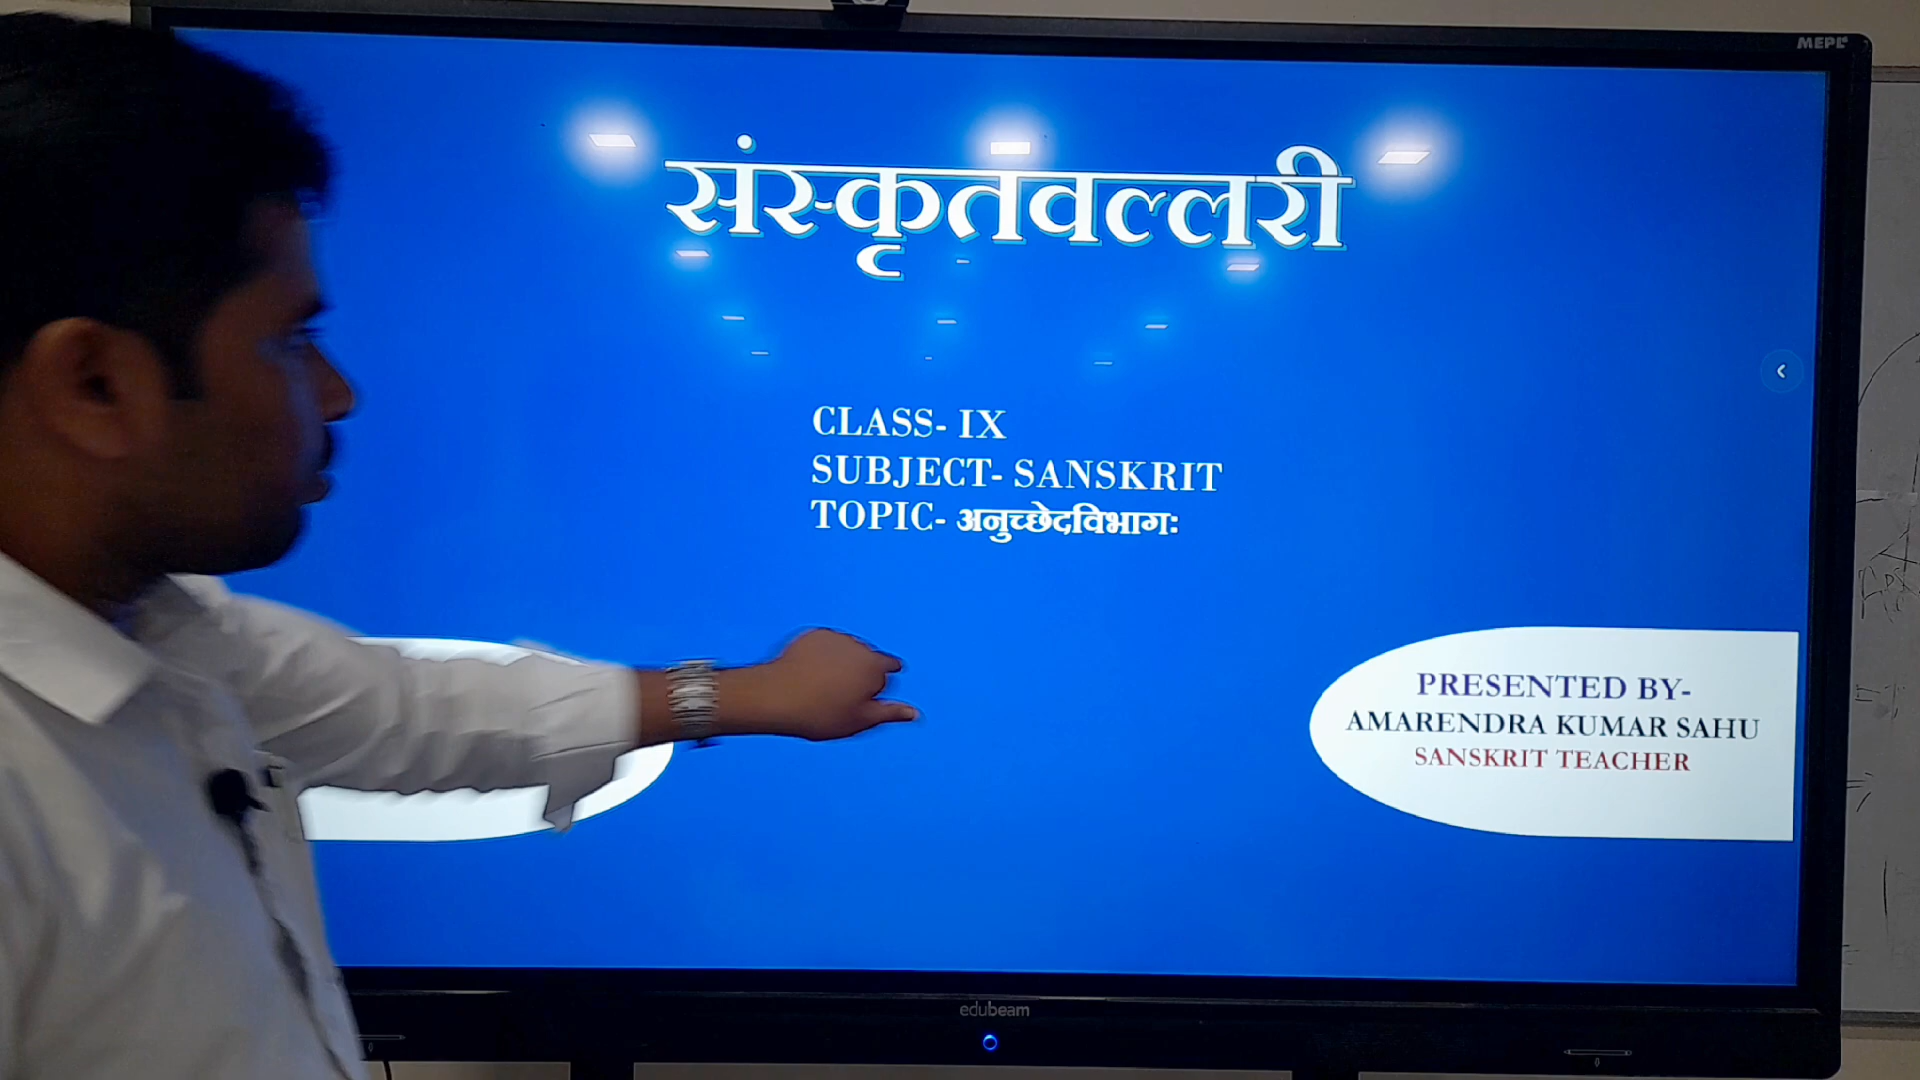 MEPL
संस्कृतवल्लरी
CLASS- IX
SUBJECT- SANSKRIT
TOPIC- अनुच्छेदविभागः
PRESENTED BY-
AMARENDRA KUMAR SAHU
SANSKRIT TEACHER
edubeam